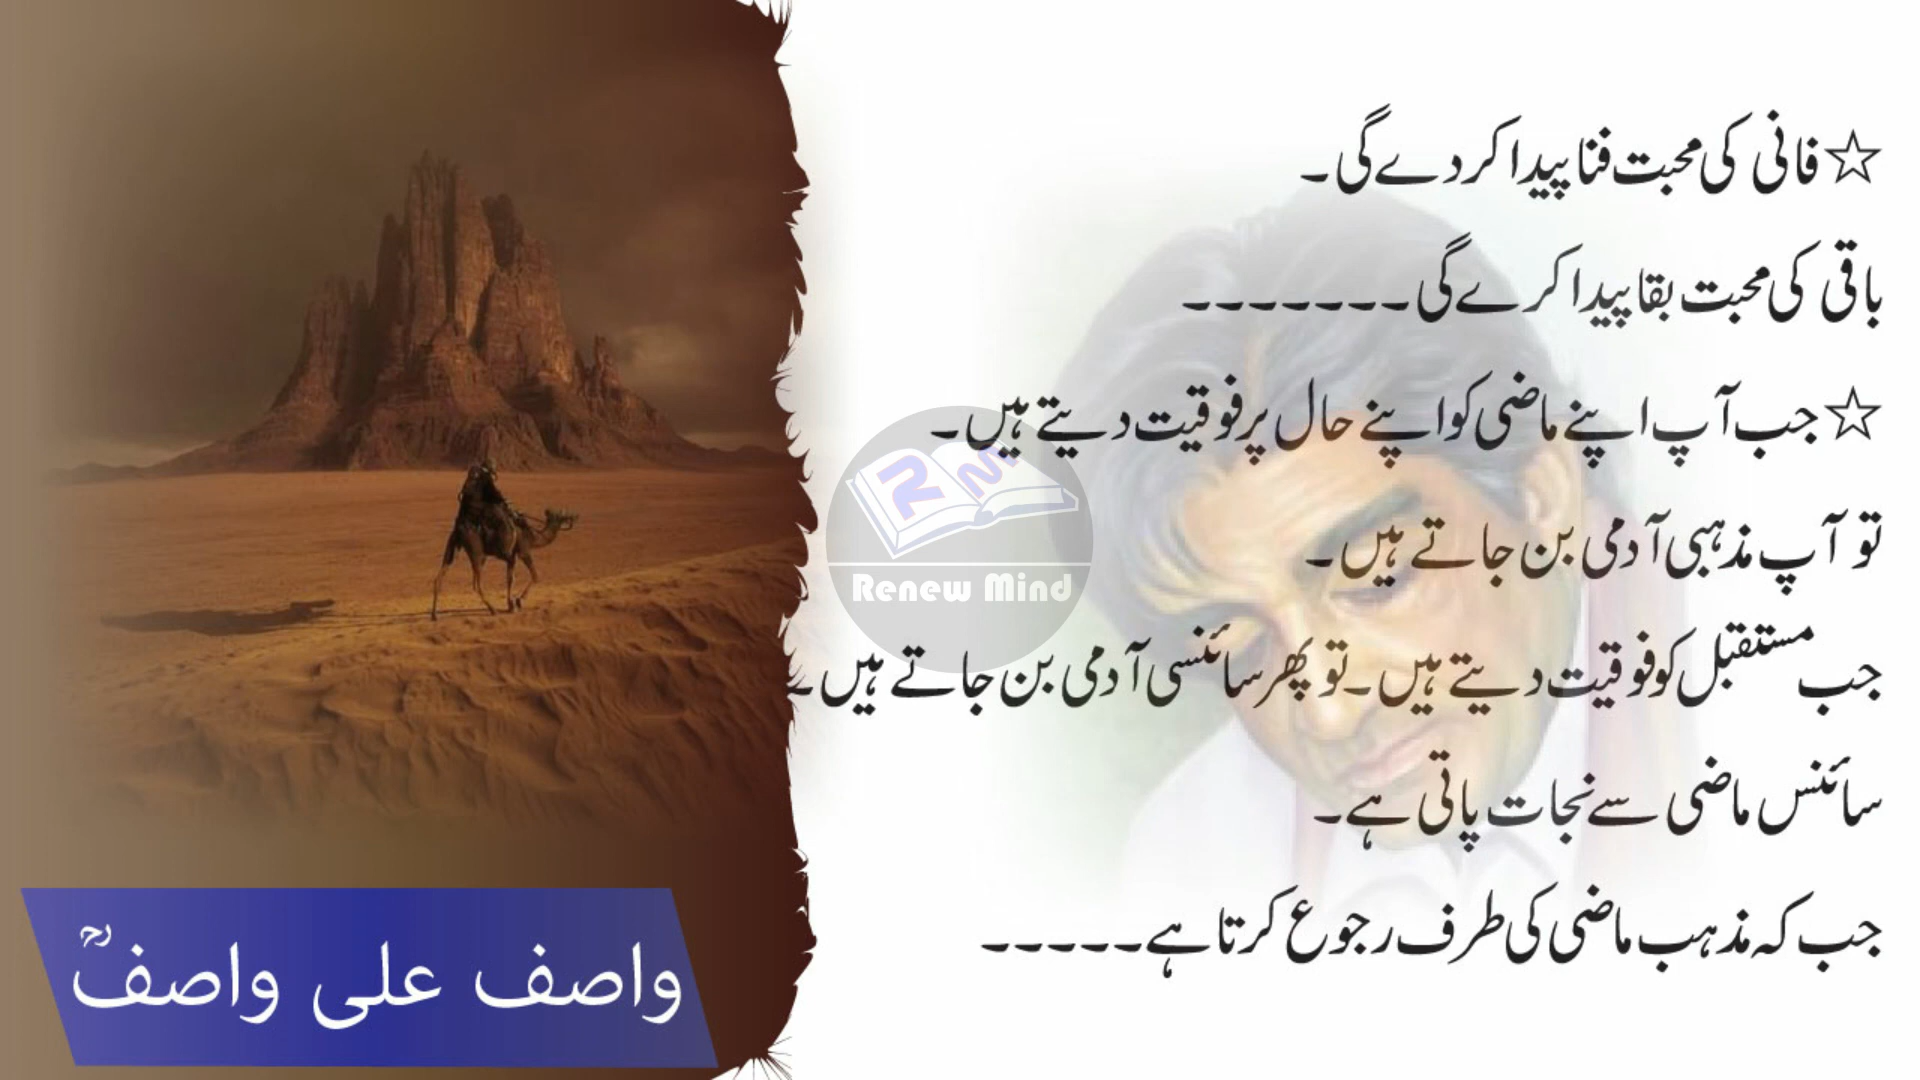 ☆ فانی کی محبت فنا پیدا کر دے گی۔
باقی کی محبت بقا پیدا کرے گی۔۔۔۔۔۔۔
☆ جب آپ اپنے ماضی کو اپنے حال پر فوقیت دیتے ہیں۔
تو آپ مذہبی آدمی بن جاتے ہیں۔
جب مستقبل کو فوقیت دیتے ہیں۔ تو پھر سائنسی آدمی بن جاتے ہیں۔
سائنس ماضی سے نجات پاتی ہے۔
جب کہ مذہب ماضی کی طرف رجوع کرتا ہے۔۔۔۔۔
RM
Renew Mind
واصف علی واصفؒ